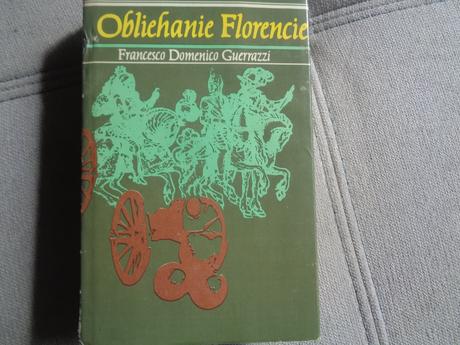 Obliehanie Florencie
Francesco Domenico Guerrazzi